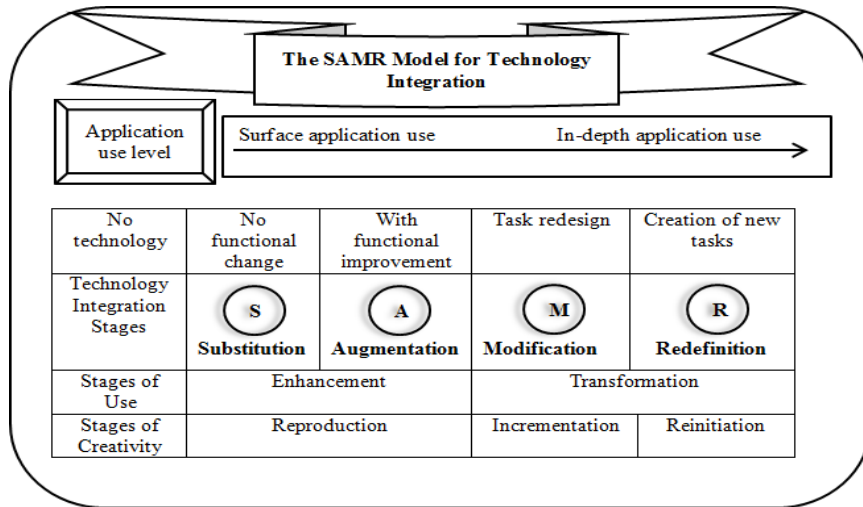 The SAMR Model for Technology
Integration
Application
use level
Surface application use
In-depth application use
No
technology
No
functional
change
With
functional
improvement
Task redesign
Creation of new
tasks
Technology
Integration
Stages
S
Substitution
A
Augmentation
M
Modification
R
Redefinition
Stages of
Use
Enhancement
Transformation
Stages of
Creativity
Reproduction
Incrementation
Reinitiation